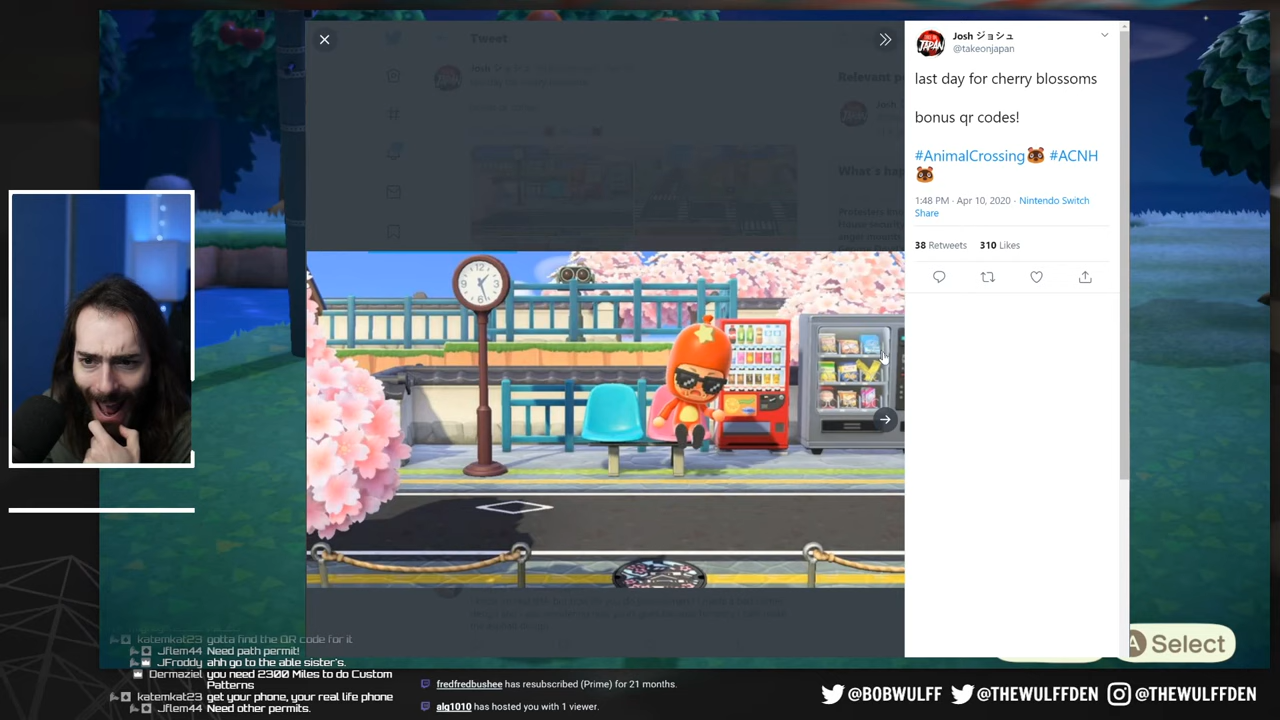 Tweet
Relevant p
What's hap
Josh ジョシュ
@takeonjapan
last day for cherry blossoms
bonus qr codes!
#AnimalCrossing #ACNH
1:48 PM · Apr 10, 2020 · Nintendo Switch
Share
38 Retweets 310 Likes
A Select
katemkat23 gotta find the QR code for it
Jflem44 Need path permit!
JFroddy ahh go to the able sister's.
Dermaziel you need 2300 Miles to do Custom
Patterns
katemkat23 get your phone, your real life phone
Jflem44 Need other permits.
fredfredbushee has resubscribed (Prime) for 21 months.
alg1010 has hosted you with 1 viewer.
@BOBWULFF @THEWULFFDEN @THEWULFFDEN